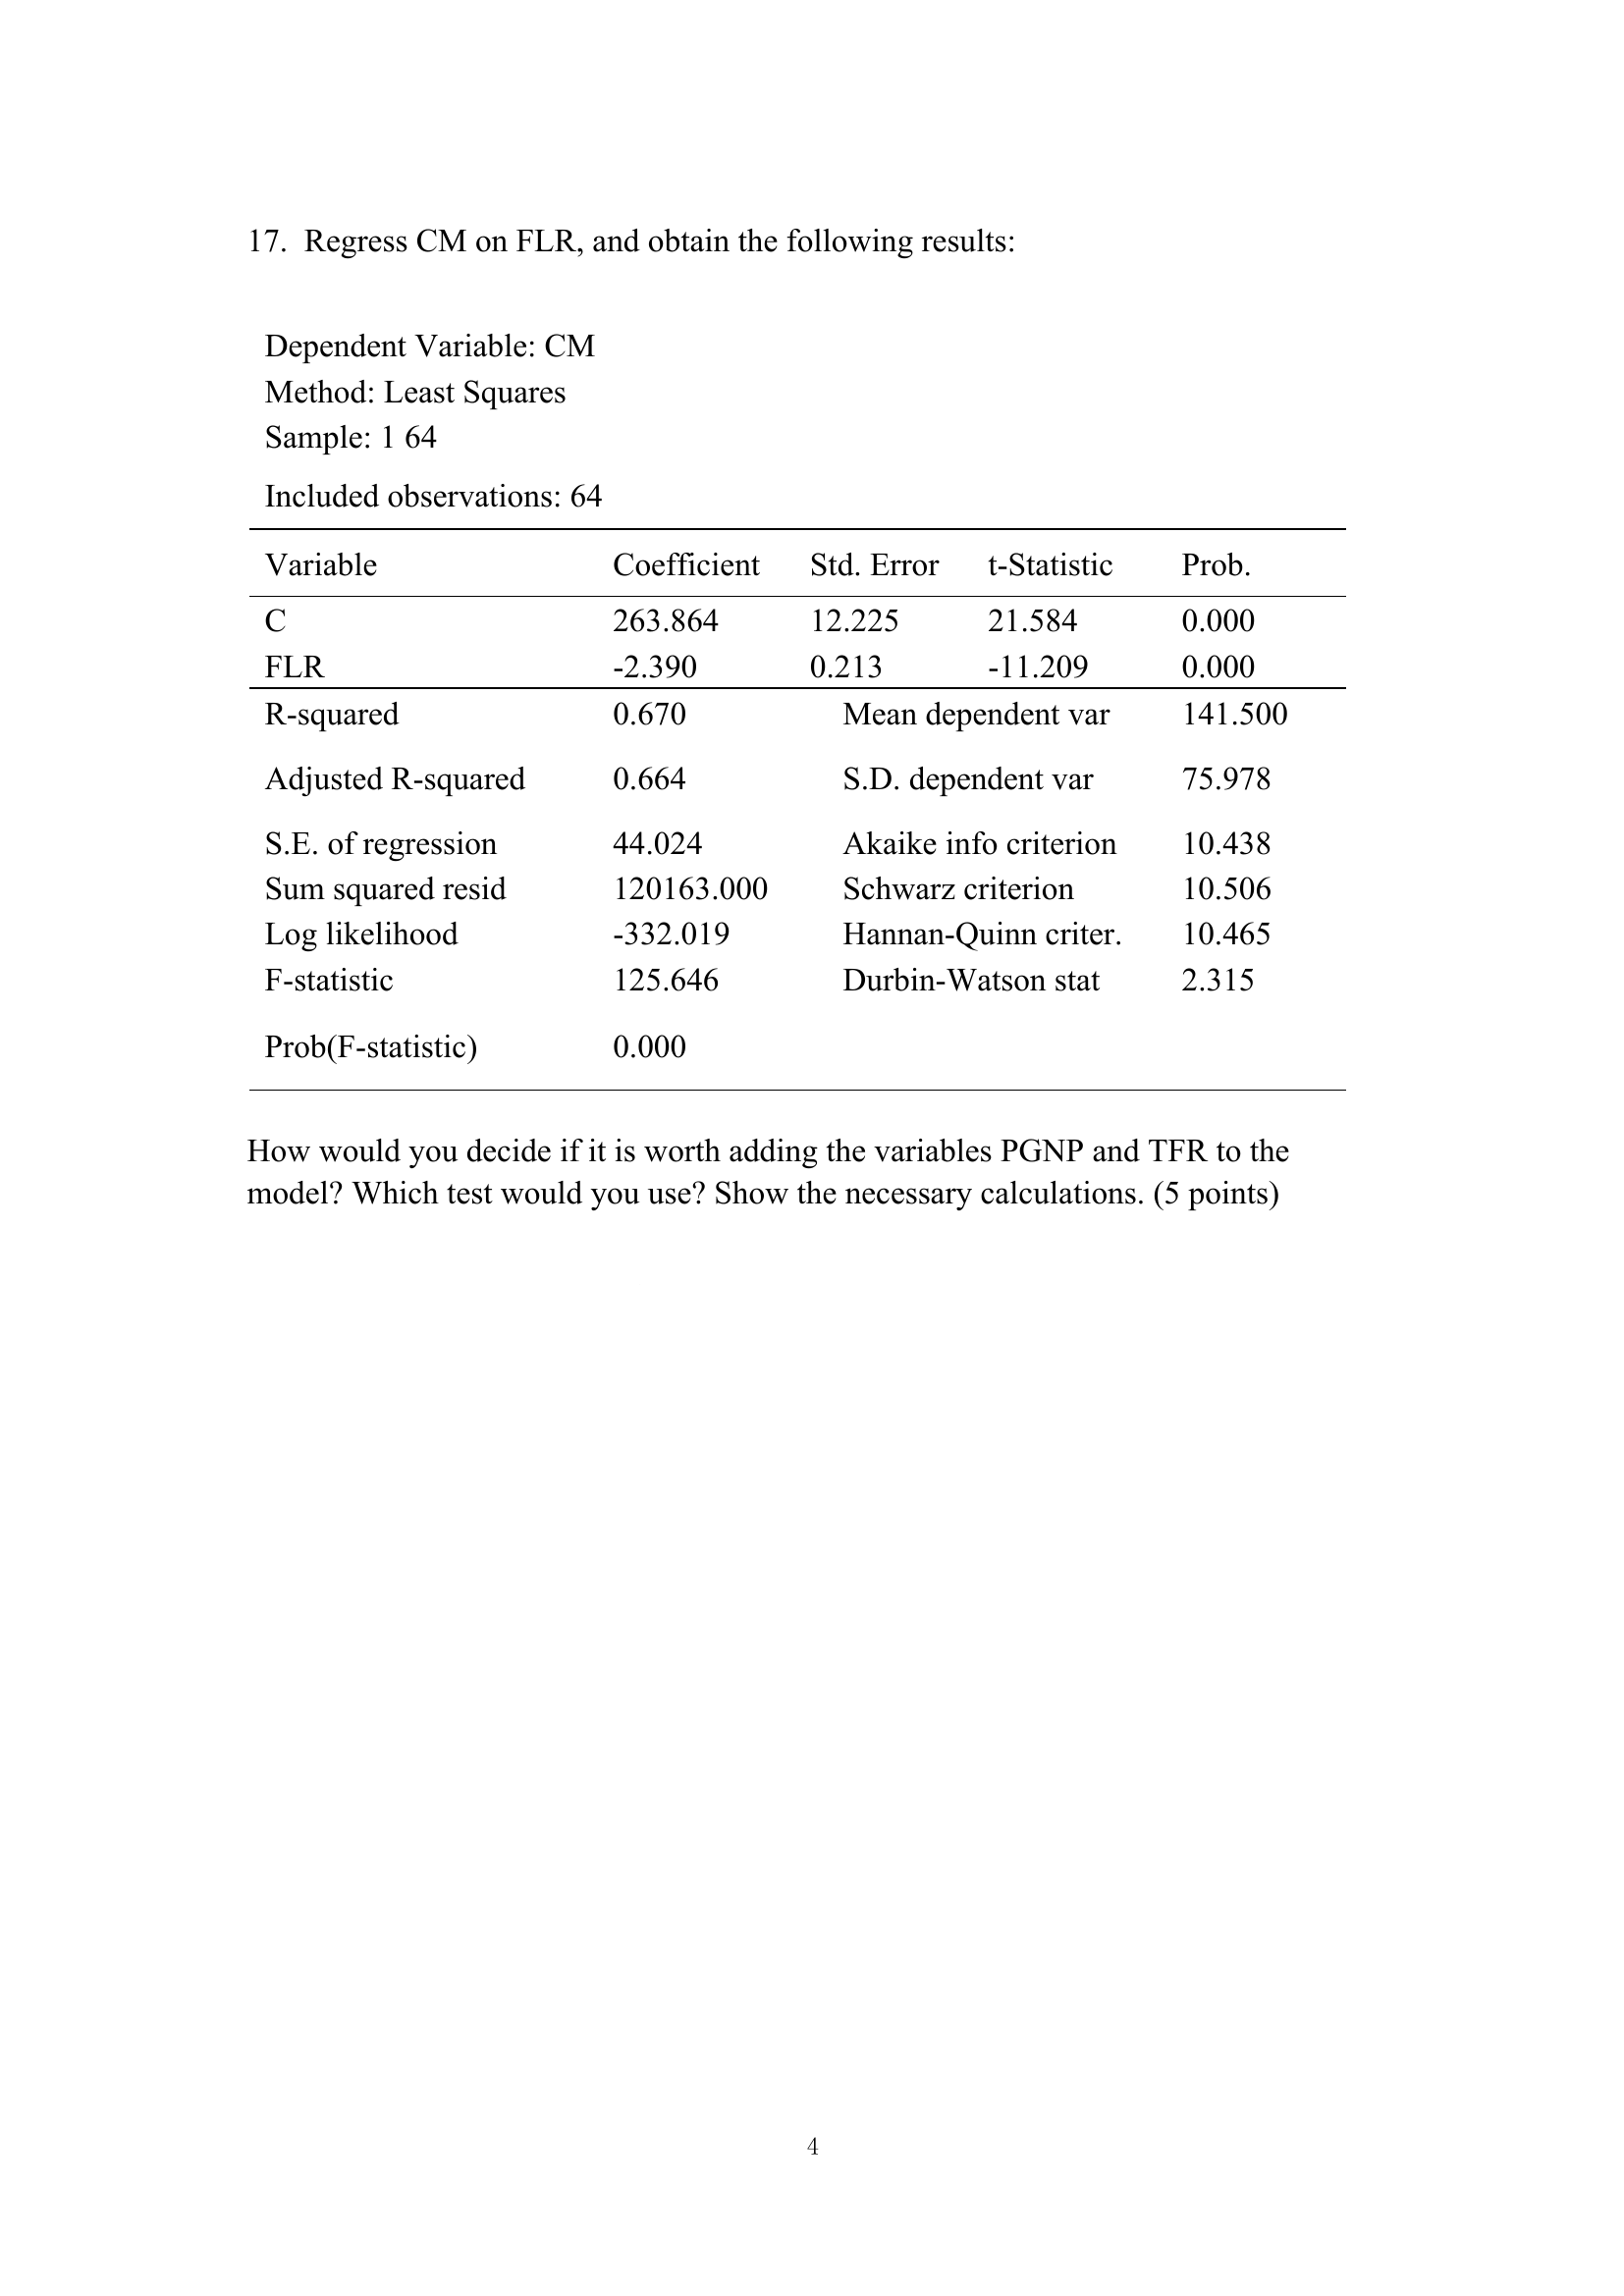 17. Regress CM on FLR, and obtain the following results:
Dependent Variable: CM
Method: Least Squares
Sample: 1 64
Included observations: 64
Variable Coefficient Std. Error t-Statistic Prob.
C 263.864 12.225 21.584 0.000
FLR -2.390 0.213 -11.209 0.000
R-squared 0.670 Mean dependent var 141.500
Adjusted R-squared 0.664 S.D. dependent var 75.978
S.E. of regression 44.024 Akaike info criterion 10.438
Sum squared resid 120163.000 Schwarz criterion 10.506
Log likelihood -332.019 Hannan-Quinn criter. 10.465
F-statistic 125.646 Durbin-Watson stat 2.315
Prob(F-statistic) 0.000
How would you decide if it is worth adding the variables PGNP and TFR to the
model? Which test would you use? Show the necessary calculations. (5 points)
4